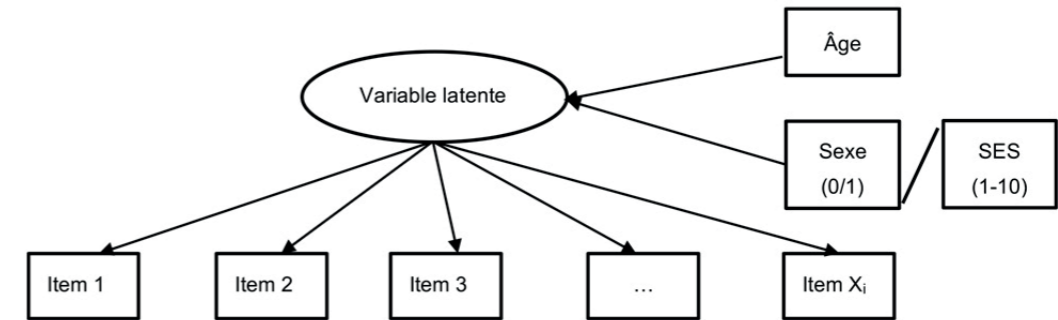 Âge
Variable latente
Sexe
(0/1)
SES
(1-10)
Item 1
Item 2
Item 3
…
Item Xᵢ